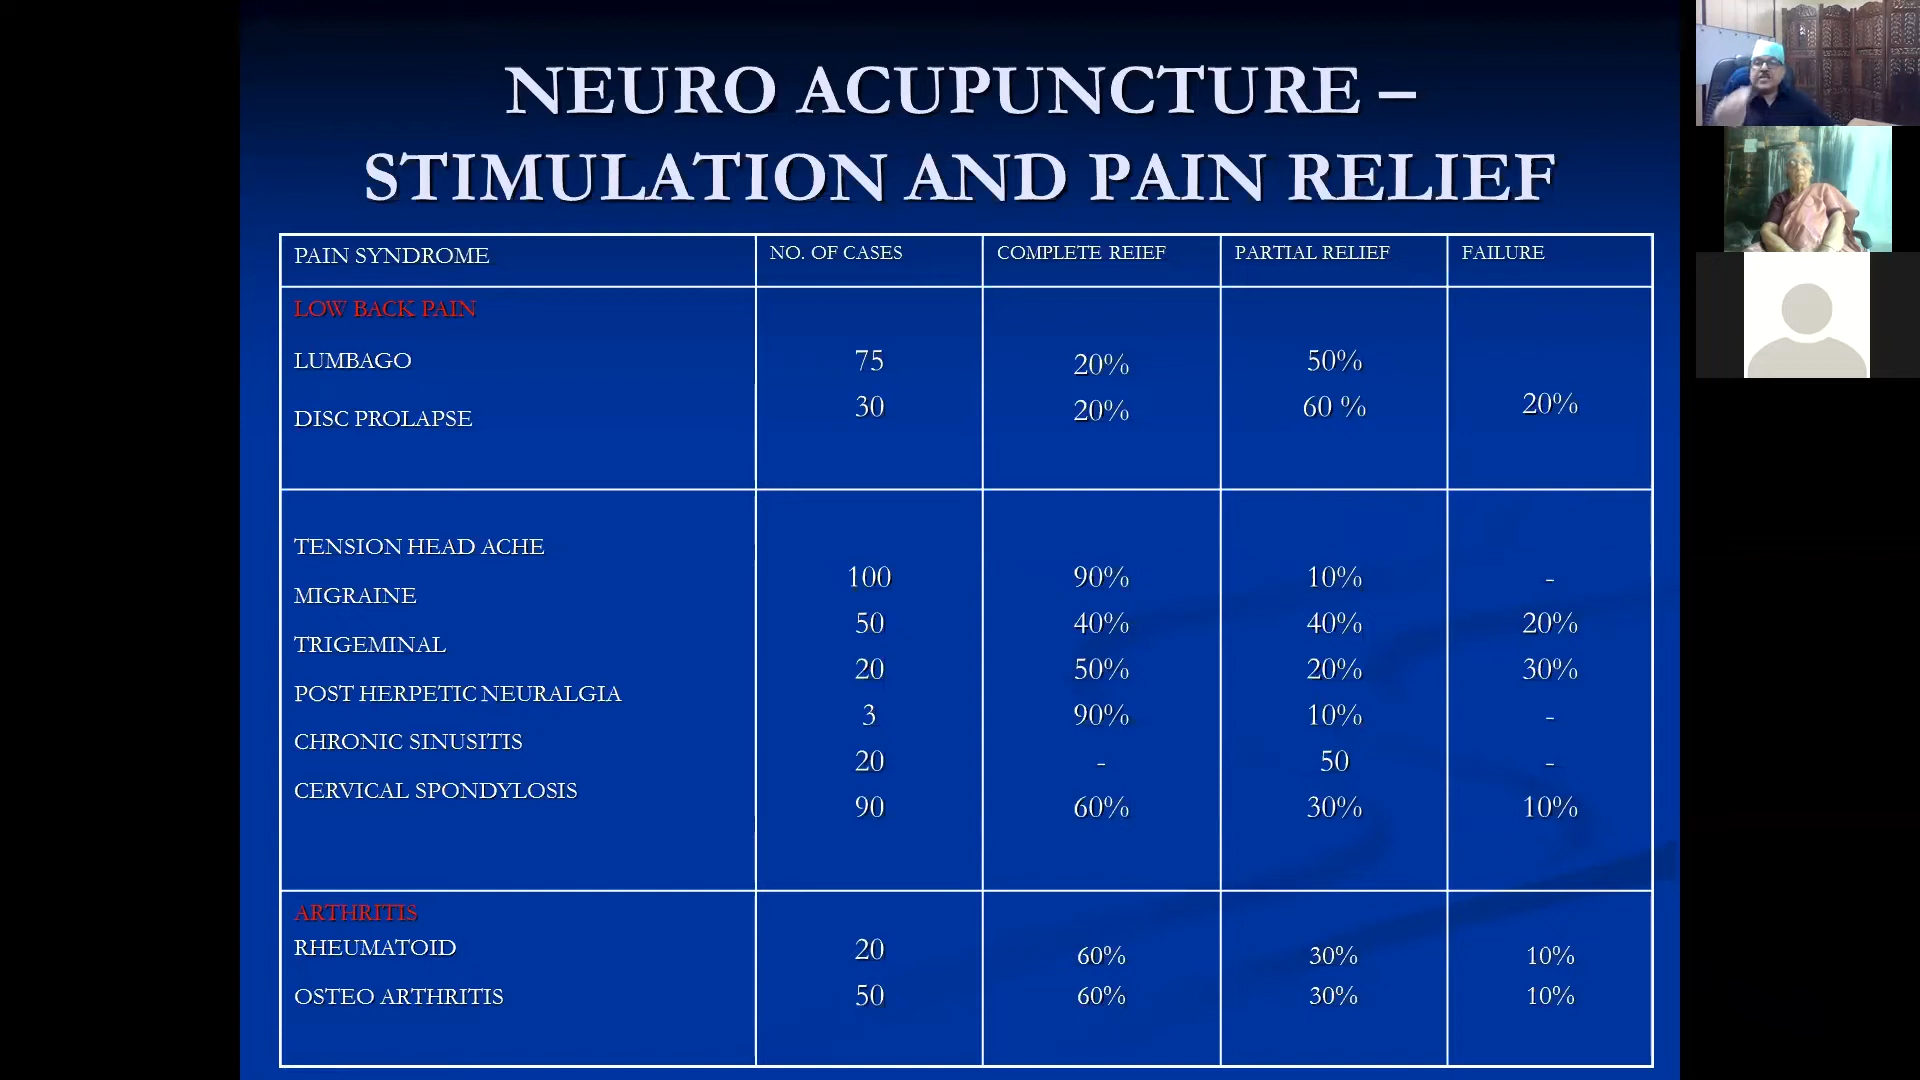 NEURO ACUPUNCTURE –
STIMULATION AND PAIN RELIEF
PAIN SYNDROME NO. OF CASES COMPLETE REIEF PARTIAL RELIEF FAILURE
LOW BACK PAIN
LUMBAGO 75 20% 50%
DISC PROLAPSE 30 20% 60 % 20%
TENSION HEAD ACHE 100 90% 10% -
MIGRAINE 50 40% 40% 20%
TRIGEMINAL 20 50% 20% 30%
POST HERPETIC NEURALGIA 3 90% 10% -
CHRONIC SINUSITIS 20 - 50 -
CERVICAL SPONDYLOSIS 90 60% 30% 10%
ARTHRITIS
RHEUMATOID 20 60% 30% 10%
OSTEO ARTHRITIS 50 60% 30% 10%